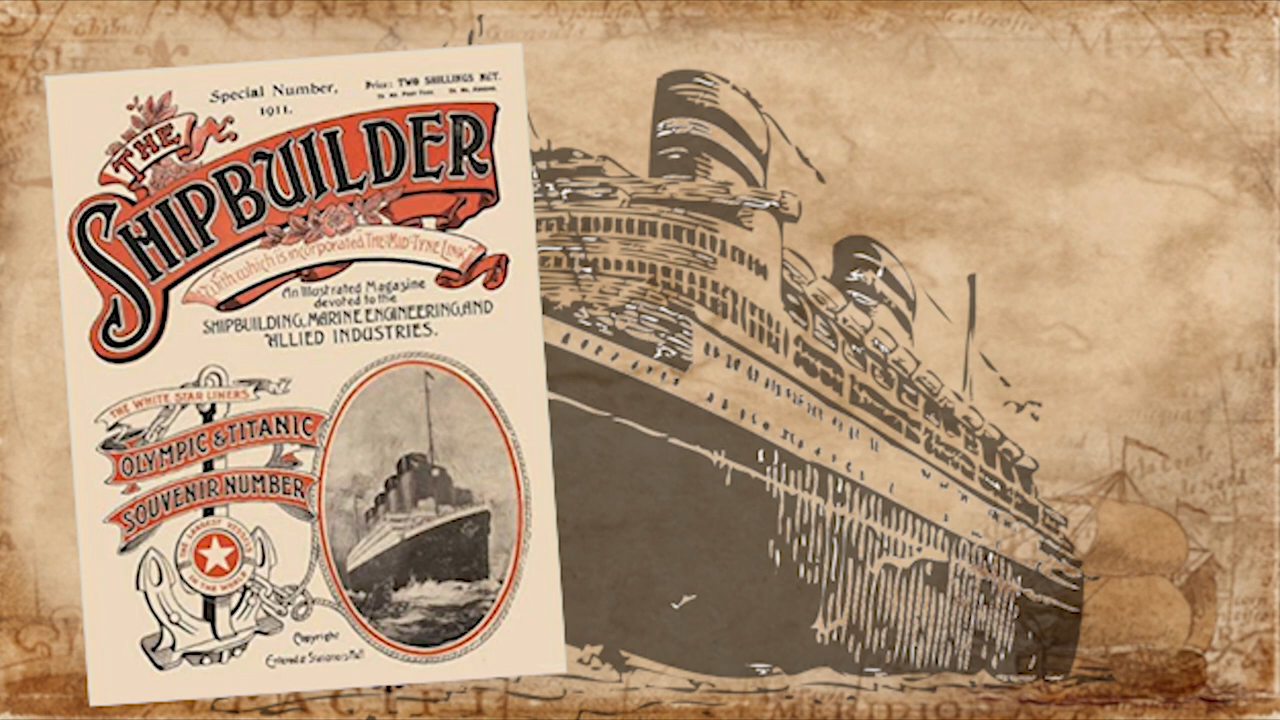 Special Number,
1911.
Price: TWO SHILLINGS NET.
THE
SHIPBUILDER
With which is incorporated THE MID-TYNE LINK
An Illustrated Magazine
devoted to the
SHIPBUILDING, MARINE ENGINEERING, AND
ALLIED INDUSTRIES.
THE WHITE STAR LINERS
OLYMPIC & TITANIC
SOUVENIR NUMBER
THE LARGEST VESSELS
IN THE WORLD
Copyright
Entered at Stationers Hall
MAR
MERIDION